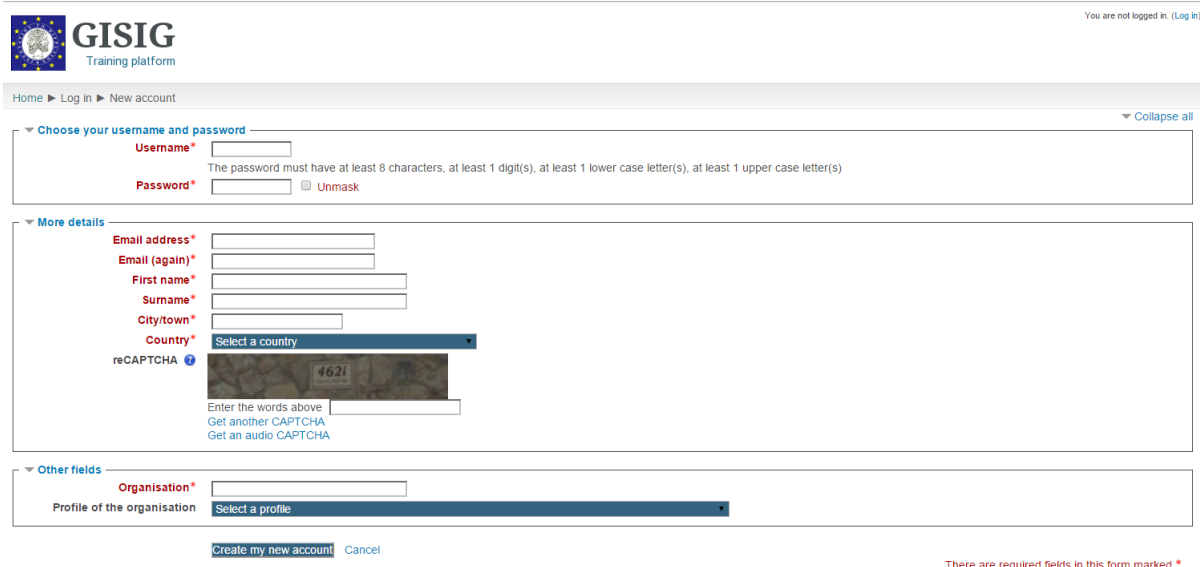 You are not logged in. (Log in)
GISIG
Training platform
Home ► Log in ► New account
Collapse all
Choose your username and password
Username*
The password must have at least 8 characters, at least 1 digit(s), at least 1 lower case letter(s), at least 1 upper case letter(s)
Password* Unmask
More details
Email address*
Email (again)*
First name*
Surname*
City/town*
Country* Select a country
reCAPTCHA
4621
Enter the words above
Get another CAPTCHA
Get an audio CAPTCHA
Other fields
Organisation*
Profile of the organisation Select a profile
Create my new account Cancel
There are required fields in this form marked *